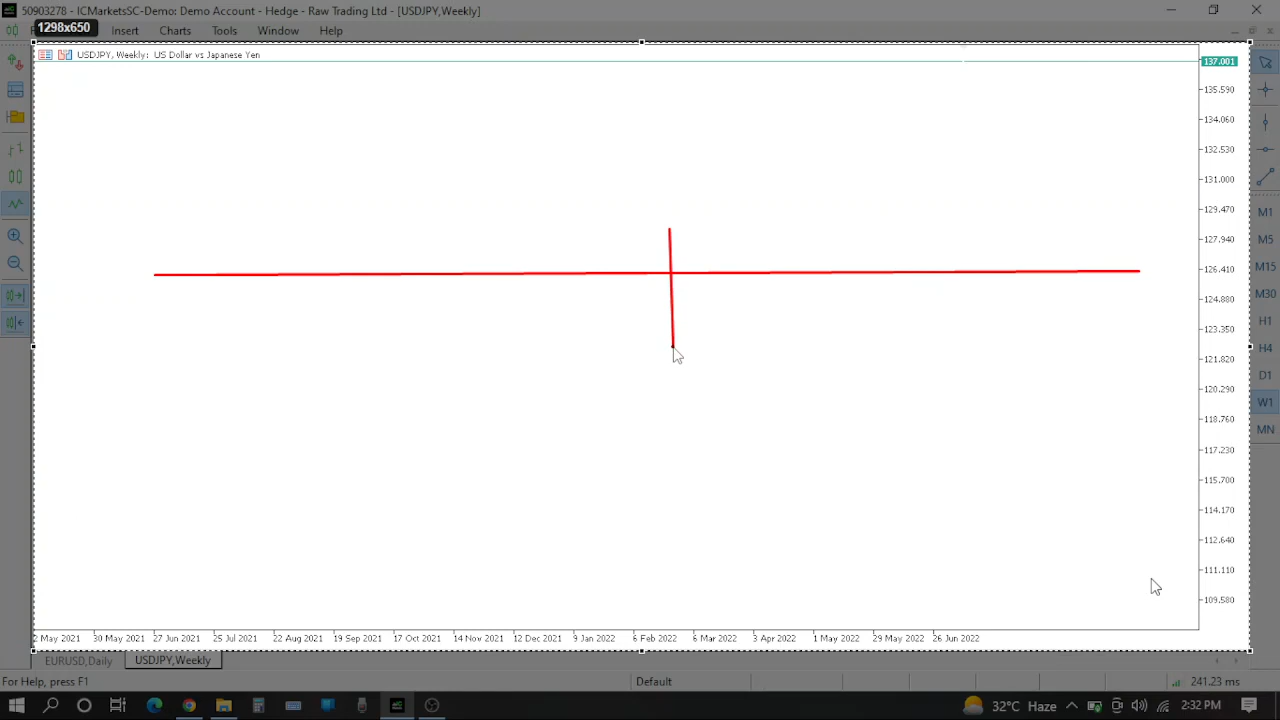 50903278 - ICMarketsSC-Demo: Demo Account - Hedge - Raw Trading Ltd - [USDJPY,Weekly]
1298x650
Insert Charts Tools Window Help
USDJPY, Weekly: US Dollar vs Japanese Yen
137.001
135.590
134.060
132.530
131.000
129.470
127.940
126.410
124.880
123.350
121.820
120.290
118.760
117.230
115.700
114.170
112.640
111.110
109.580
M1
M5
M15
M30
H1
H4
D1
W1
MN
2 May 2021 30 May 2021 27 Jun 2021 25 Jul 2021 22 Aug 2021 19 Sep 2021 17 Oct 2021 14 Nov 2021 12 Dec 2021 9 Jan 2022 6 Feb 2022 6 Mar 2022 3 Apr 2022 1 May 2022 29 May 2022 26 Jun 2022
EURUSD,Daily USDJPY,Weekly
For Help, press F1 Default 241.23 ms
32°C Haze 2:32 PM